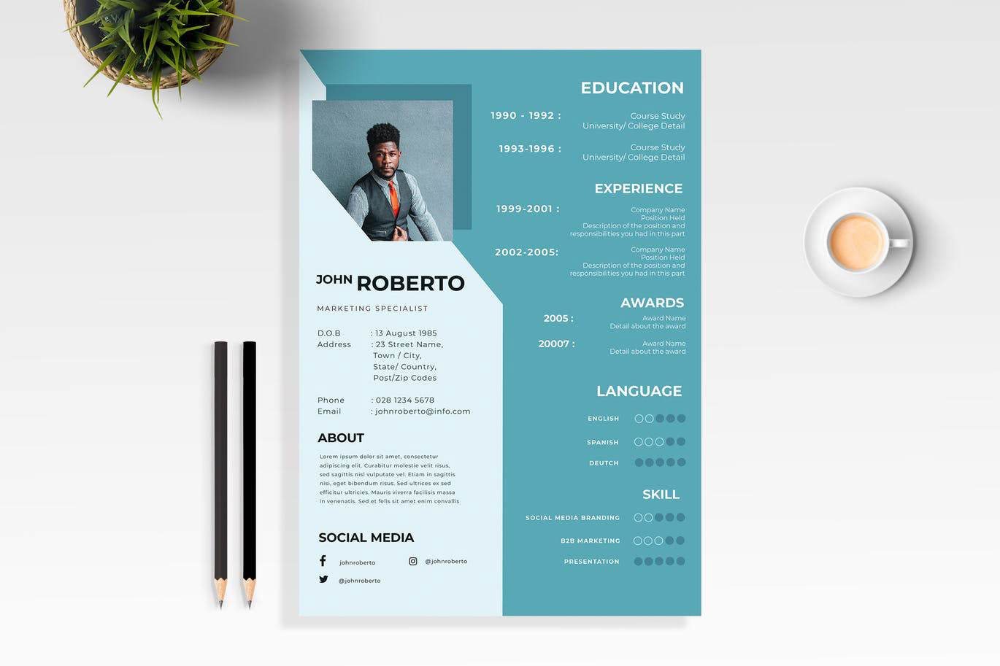 JOHN ROBERTO
MARKETING SPECIALIST
D.O.B : 13 August 1985
Address : 23 Street Name,
Town / City,
State/ Country,
Post/Zip Codes
Phone : 028 1234 5678
Email : johnroberto@info.com
ABOUT
Lorem ipsum dolor sit amet, consectetur
adipiscing elit. Curabitur molestie velit risus,
sed sagittis nisl vulputate vel. Etiam in sagittis
nisi, eget bibendum risus. Sed ultrices ex sed
efficitur ultricies. Mauris viverra facilisis massa
in venenatis. Sed et felis sit amet enim convallis
SOCIAL MEDIA
johnroberto @johnroberto
@johnroberto
EDUCATION
1990 - 1992 : Course Study
University/ College Detail
1993-1996 : Course Study
University/ College Detail
EXPERIENCE
1999-2001 : Company Name
Position Held
Description of the position and
responsibilities you had in this part
2002-2005: Company Name
Position Held
Description of the position and
responsibilities you had in this part
AWARDS
2005 : Award Name
Detail about the award
20007 : Award Name
Detail about the award
LANGUAGE
ENGLISH
SPANISH
DEUTCH
SKILL
SOCIAL MEDIA BRANDING
B2B MARKETING
PRESENTATION